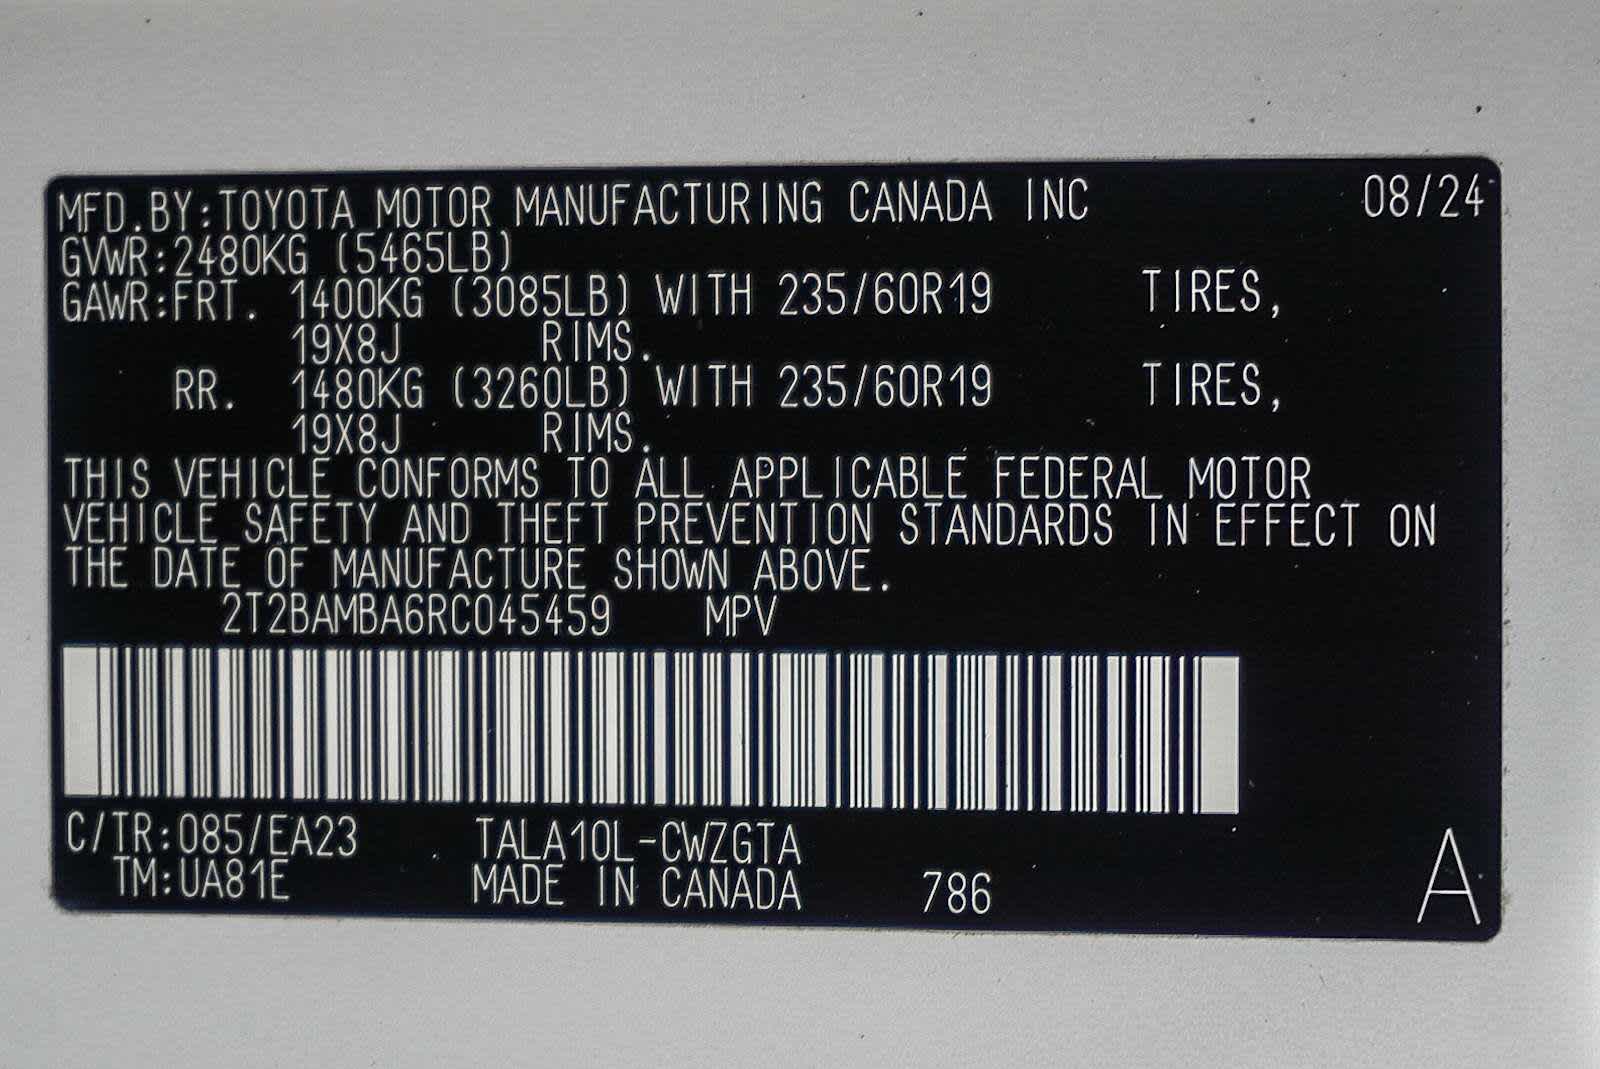 MFD.BY:TOYOTA MOTOR MANUFACTURING CANADA INC 08/24
GVWR:2480KG (5465LB)
GAWR:FRT. 1400KG (3085LB) WITH 235/60R19 TIRES,
19X8J RIMS.
RR. 1480KG (3260LB) WITH 235/60R19 TIRES,
19X8J RIMS.
THIS VEHICLE CONFORMS TO ALL APPLICABLE FEDERAL MOTOR
VEHICLE SAFETY AND THEFT PREVENTION STANDARDS IN EFFECT ON
THE DATE OF MANUFACTURE SHOWN ABOVE.
2T2BAMBA6RC045459 MPV
C/TR:085/EA23 TALA10L-CWZGTA
TM:UA81E MADE IN CANADA 786 A